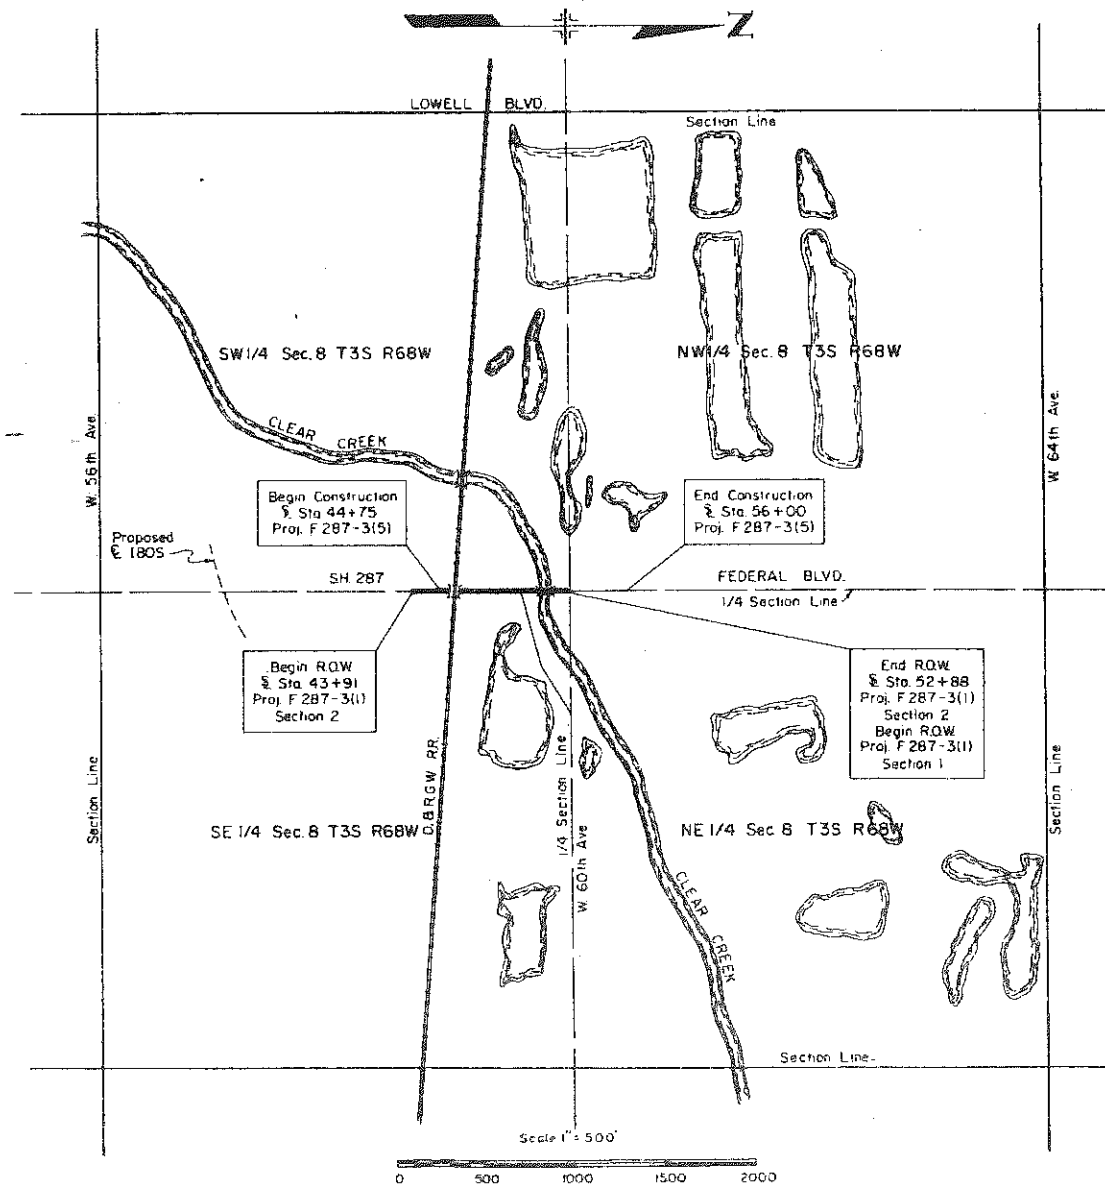 Z
LOWELL BLVD.
Section Line
SW 1/4 Sec. 8 T3S R68W
NW 1/4 Sec. 8 T3S R68W
CLEAR CREEK
W. 56th Ave.
W. 64th Ave.
Begin Construction
℄ Sta 44+75
Proj. F 287-3(5)
End Construction
℄ Sta. 56+00
Proj. F 287-3(5)
Proposed
℄ I 80S
S.H. 287
FEDERAL BLVD.
1/4 Section Line
Begin R.O.W.
℄ Sta. 43+91
Proj. F 287-3(1)
Section 2
End R.O.W.
℄ Sta. 52+88
Proj. F 287-3(1)
Section 2
Begin R.O.W.
Proj. F 287-3(1)
Section 1
Section Line
D.&R.G.W. RR.
1/4 Section Line
W. 60th Ave
Section Line
SE 1/4 Sec. 8 T3S R68W
NE 1/4 Sec 8 T3S R68W
CLEAR CREEK
Section Line
Scale 1" = 500'
0 500 1000 1500 2000